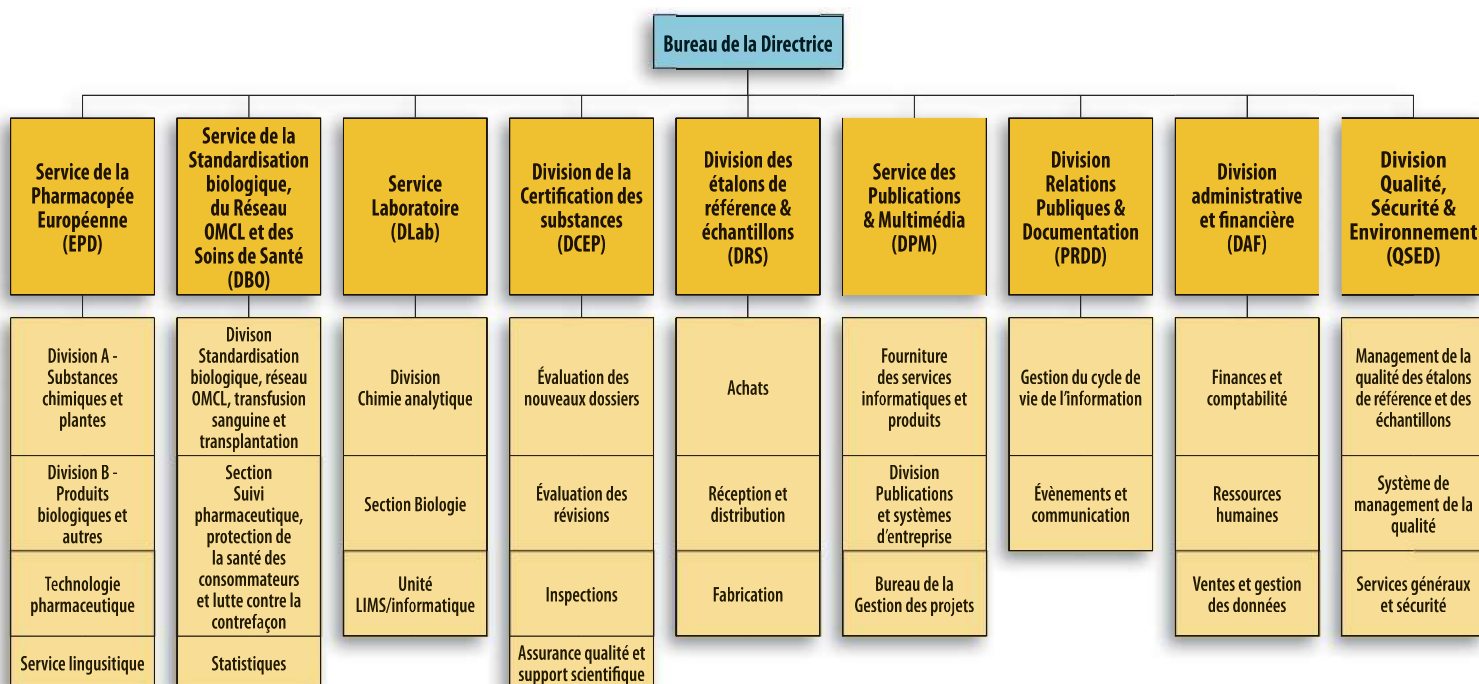 Bureau de la Directrice
Service de la
Pharmacopée
Européenne
(EPD)
Division A -
Substances
chimiques et
plantes
Division B -
Produits
biologiques et
autres
Technologie
pharmaceutique
Service lingusitique
Service de la
Standardisation
biologique,
du Réseau
OMCL et des
Soins de Santé
(DBO)
Divison
Standardisation
biologique, réseau
OMCL, transfusion
sanguine et
transplantation
Section
Suivi
pharmaceutique,
protection de
la santé des
consommateurs
et lutte contre la
contrefaçon
Statistiques
Service
Laboratoire
(DLab)
Division
Chimie analytique
Section Biologie
Unité
LIMS/informatique
Division de la
Certification des
substances
(DCEP)
Évaluation des
nouveaux dossiers
Évaluation des
révisions
Inspections
Assurance qualité et
support scientifique
Division des
étalons de
référence &
échantillons
(DRS)
Achats
Réception et
distribution
Fabrication
Service des
Publications
& Multimédia
(DPM)
Fourniture
des services
informatiques et
produits
Division
Publications
et systèmes
d'entreprise
Bureau de la
Gestion des projets
Division
Relations
Publiques &
Documentation
(PRDD)
Gestion du cycle de
vie de l'information
Évènements et
communication
Division
administrative
et financière
(DAF)
Finances et
comptabilité
Ressources
humaines
Ventes et gestion
des données
Division
Qualité,
Sécurité &
Environnement
(QSED)
Management de la
qualité des étalons
de référence et des
échantillons
Système de
management de la
qualité
Services généraux
et sécurité